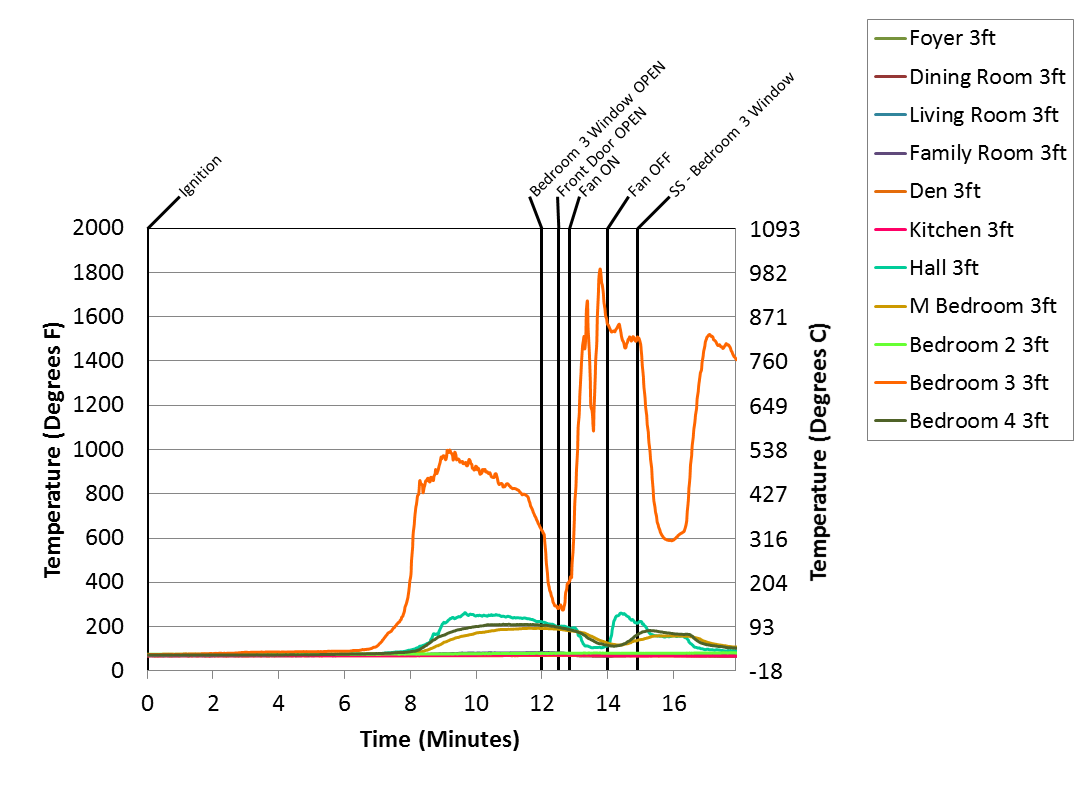 Ignition
Bedroom 3 Window OPEN
Front Door OPEN
Fan ON
Fan OFF
SS - Bedroom 3 Window
Temperature (Degrees F)
2000
1800
1600
1400
1200
1000
800
600
400
200
0
1093
982
871
760
649
538
427
316
204
93
-18
Temperature (Degrees C)
0 2 4 6 8 10 12 14 16
Time (Minutes)
Foyer 3ft
Dining Room 3ft
Living Room 3ft
Family Room 3ft
Den 3ft
Kitchen 3ft
Hall 3ft
M Bedroom 3ft
Bedroom 2 3ft
Bedroom 3 3ft
Bedroom 4 3ft